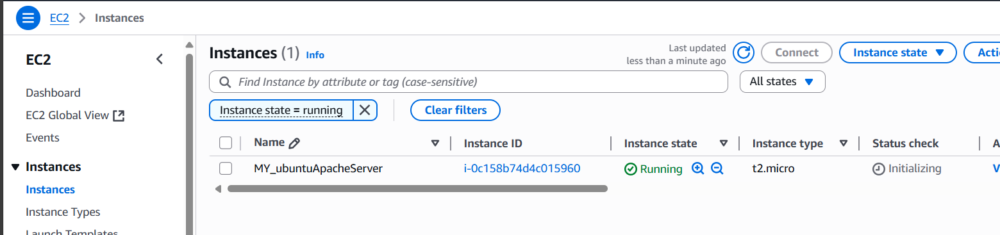 EC2 > Instances
EC2
Dashboard
EC2 Global View
Events
Instances
Instances
Instance Types
Launch Templates
Instances (1) Info
Last updated
less than a minute ago
Connect
Instance state
Find Instance by attribute or tag (case-sensitive)
All states
Instance state = running
Clear filters
Name Instance ID Instance state Instance type Status check
MY_ubuntuApacheServer i-0c158b74d4c015960 Running t2.micro Initializing